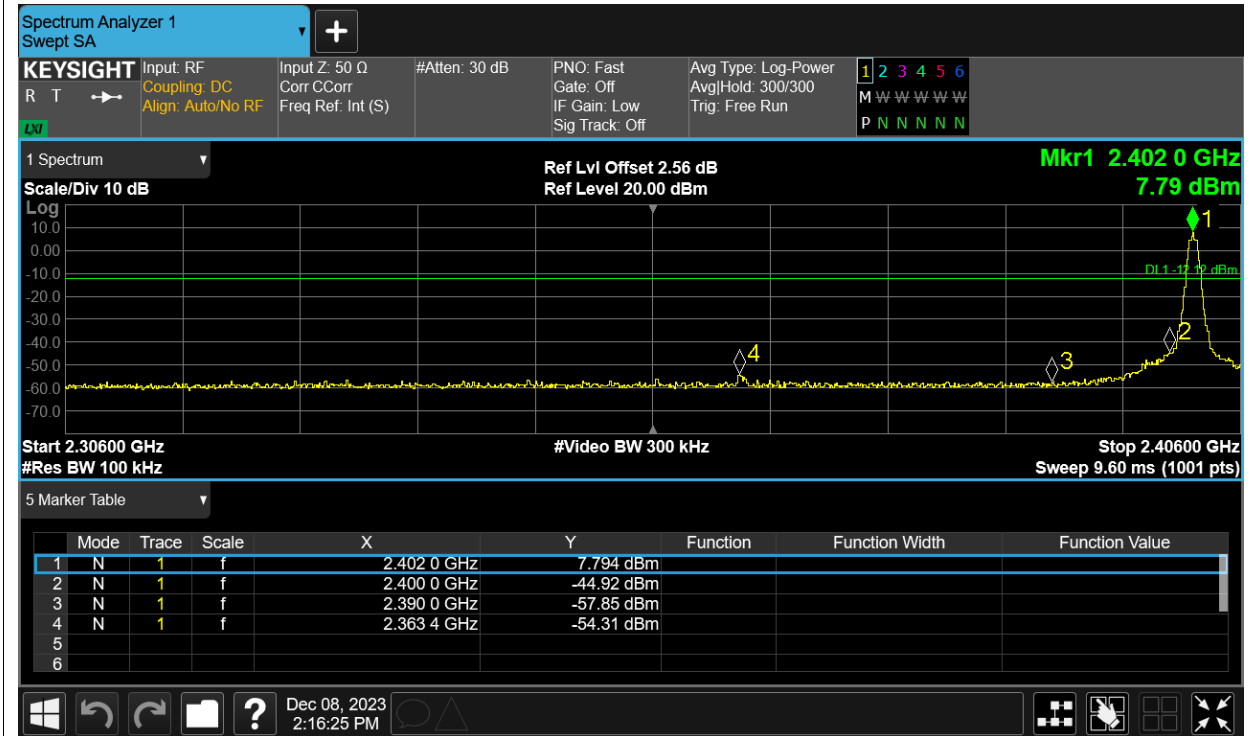 Spectrum Analyzer 1
Swept SA
+
KEYSIGHT
R T
LXI
Input: RF
Coupling: DC
Align: Auto/No RF
Input Z: 50 Ω
Corr CCorr
Freq Ref: Int (S)
#Atten: 30 dB
PNO: Fast
Gate: Off
IF Gain: Low
Sig Track: Off
Avg Type: Log-Power
Avg|Hold: 300/300
Trig: Free Run
1 2 3 4 5 6
M W W W W W
P N N N N N
1 Spectrum
Scale/Div 10 dB
Ref Lvl Offset 2.56 dB
Ref Level 20.00 dBm
Mkr1 2.402 0 GHz
7.79 dBm
Log
10.0
0.00
-10.0
-20.0
-30.0
-40.0
-50.0
-60.0
-70.0
1
DL1 -12.12 dBm
2
3
4
Start 2.30600 GHz
#Res BW 100 kHz
#Video BW 300 kHz
Stop 2.40600 GHz
Sweep 9.60 ms (1001 pts)
5 Marker Table
Mode Trace Scale X Y Function Function Width Function Value
1 N 1 f 2.402 0 GHz 7.794 dBm
2 N 1 f 2.400 0 GHz -44.92 dBm
3 N 1 f 2.390 0 GHz -57.85 dBm
4 N 1 f 2.363 4 GHz -54.31 dBm
5
6
?
Dec 08, 2023
2:16:25 PM